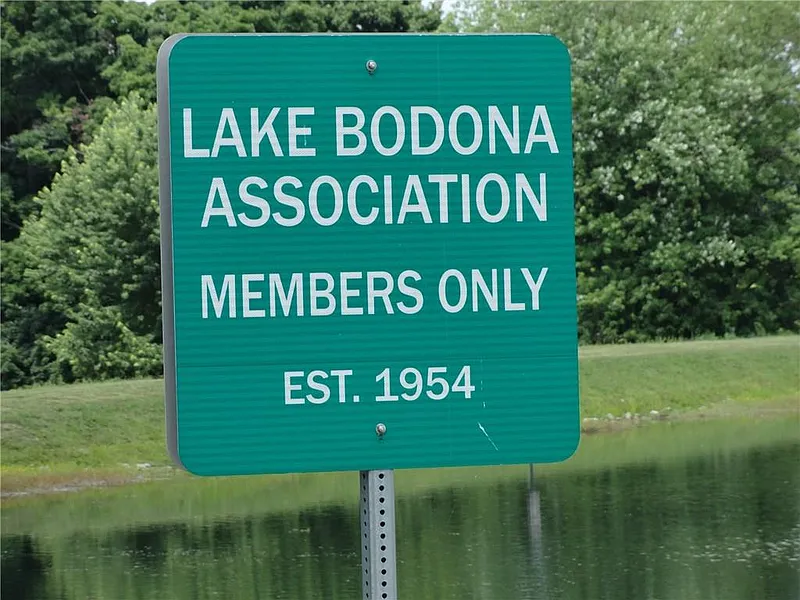 LAKE BODONA
ASSOCIATION
MEMBERS ONLY
EST. 1954